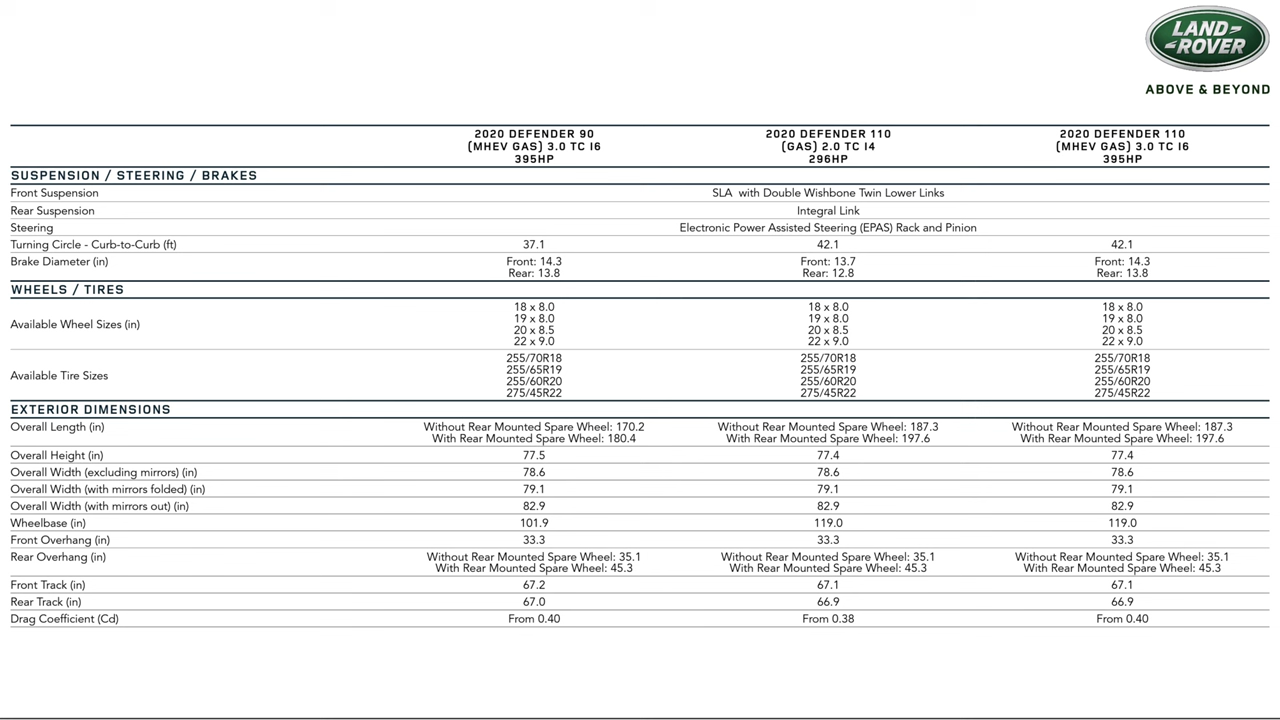 LAND-
-ROVER
ABOVE & BEYOND
2020 DEFENDER 90 2020 DEFENDER 110 2020 DEFENDER 110
(MHEV GAS) 3.0 TC I6 (GAS) 2.0 TC I4 (MHEV GAS) 3.0 TC I6
395HP 296HP 395HP
SUSPENSION / STEERING / BRAKES
Front Suspension SLA with Double Wishbone Twin Lower Links
Rear Suspension Integral Link
Steering Electronic Power Assisted Steering (EPAS) Rack and Pinion
Turning Circle - Curb-to-Curb (ft) 37.1 42.1 42.1
Brake Diameter (in) Front: 14.3 Front: 13.7 Front: 14.3
Rear: 13.8 Rear: 12.8 Rear: 13.8
WHEELS / TIRES
Available Wheel Sizes (in)
18 x 8.0 18 x 8.0 18 x 8.0
19 x 8.0 19 x 8.0 19 x 8.0
20 x 8.5 20 x 8.5 20 x 8.5
22 x 9.0 22 x 9.0 22 x 9.0
Available Tire Sizes
255/70R18 255/70R18 255/70R18
255/65R19 255/65R19 255/65R19
255/60R20 255/60R20 255/60R20
275/45R22 275/45R22 275/45R22
EXTERIOR DIMENSIONS
Overall Length (in) Without Rear Mounted Spare Wheel: 170.2 Without Rear Mounted Spare Wheel: 187.3 Without Rear Mounted Spare Wheel: 187.3
With Rear Mounted Spare Wheel: 180.4 With Rear Mounted Spare Wheel: 197.6 With Rear Mounted Spare Wheel: 197.6
Overall Height (in) 77.5 77.4 77.4
Overall Width (excluding mirrors) (in) 78.6 78.6 78.6
Overall Width (with mirrors folded) (in) 79.1 79.1 79.1
Overall Width (with mirrors out) (in) 82.9 82.9 82.9
Wheelbase (in) 101.9 119.0 119.0
Front Overhang (in) 33.3 33.3 33.3
Rear Overhang (in) Without Rear Mounted Spare Wheel: 35.1 Without Rear Mounted Spare Wheel: 35.1 Without Rear Mounted Spare Wheel: 35.1
With Rear Mounted Spare Wheel: 45.3 With Rear Mounted Spare Wheel: 45.3 With Rear Mounted Spare Wheel: 45.3
Front Track (in) 67.2 67.1 67.1
Rear Track (in) 67.0 66.9 66.9
Drag Coefficient (Cd) From 0.40 From 0.38 From 0.40